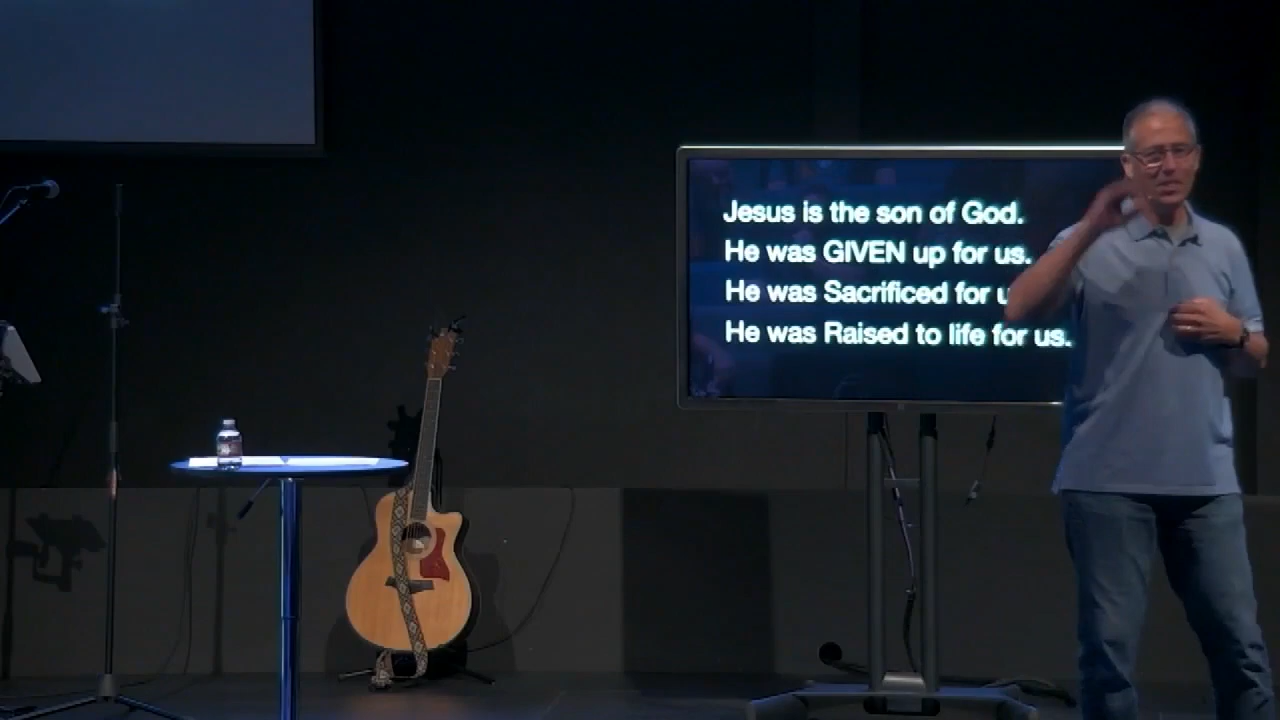 Jesus is the son of God.
He was GIVEN up for us.
He was Sacrificed for
He was Raised to life for us.